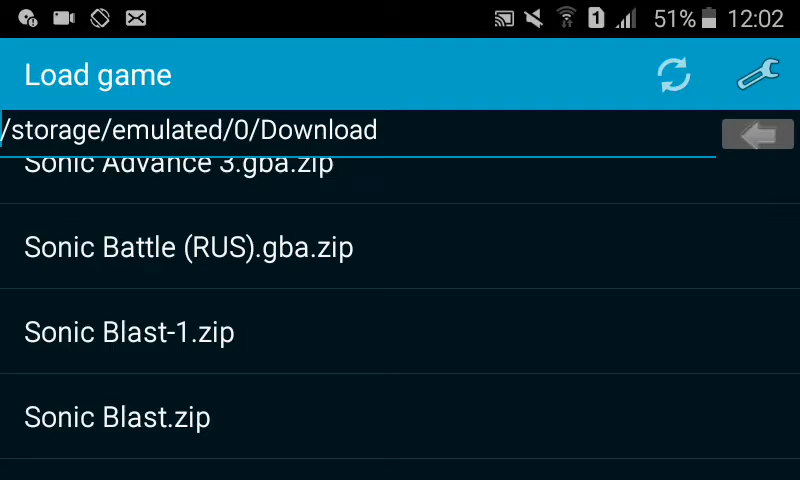 1 51% 12:02
Load game
/storage/emulated/0/Download
Sonic Advance 3.gba.zip
Sonic Battle (RUS).gba.zip
Sonic Blast-1.zip
Sonic Blast.zip